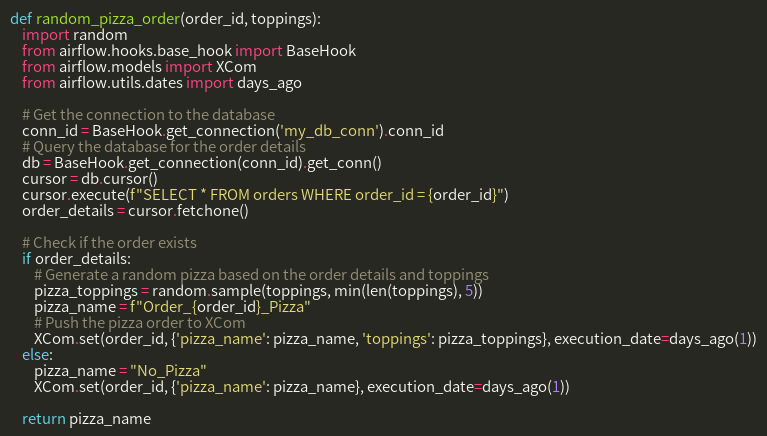 def random_pizza_order(order_id, toppings):
    import random
    from airflow.hooks.base_hook import BaseHook
    from airflow.models import XCom
    from airflow.utils.dates import days_ago

    # Get the connection to the database
    conn_id = BaseHook.get_connection('my_db_conn').conn_id
    # Query the database for the order details
    db = BaseHook.get_connection(conn_id).get_conn()
    cursor = db.cursor()
    cursor.execute(f"SELECT * FROM orders WHERE order_id = {order_id}")
    order_details = cursor.fetchone()

    # Check if the order exists
    if order_details:
        # Generate a random pizza based on the order details and toppings
        pizza_toppings = random.sample(toppings, min(len(toppings), 5))
        pizza_name = f"Order_{order_id}_Pizza"
        # Push the pizza order to XCom
        XCom.set(order_id, {'pizza_name': pizza_name, 'toppings': pizza_toppings}, execution_date=days_ago(1))
    else:
        pizza_name = "No_Pizza"
        XCom.set(order_id, {'pizza_name': pizza_name}, execution_date=days_ago(1))

    return pizza_name